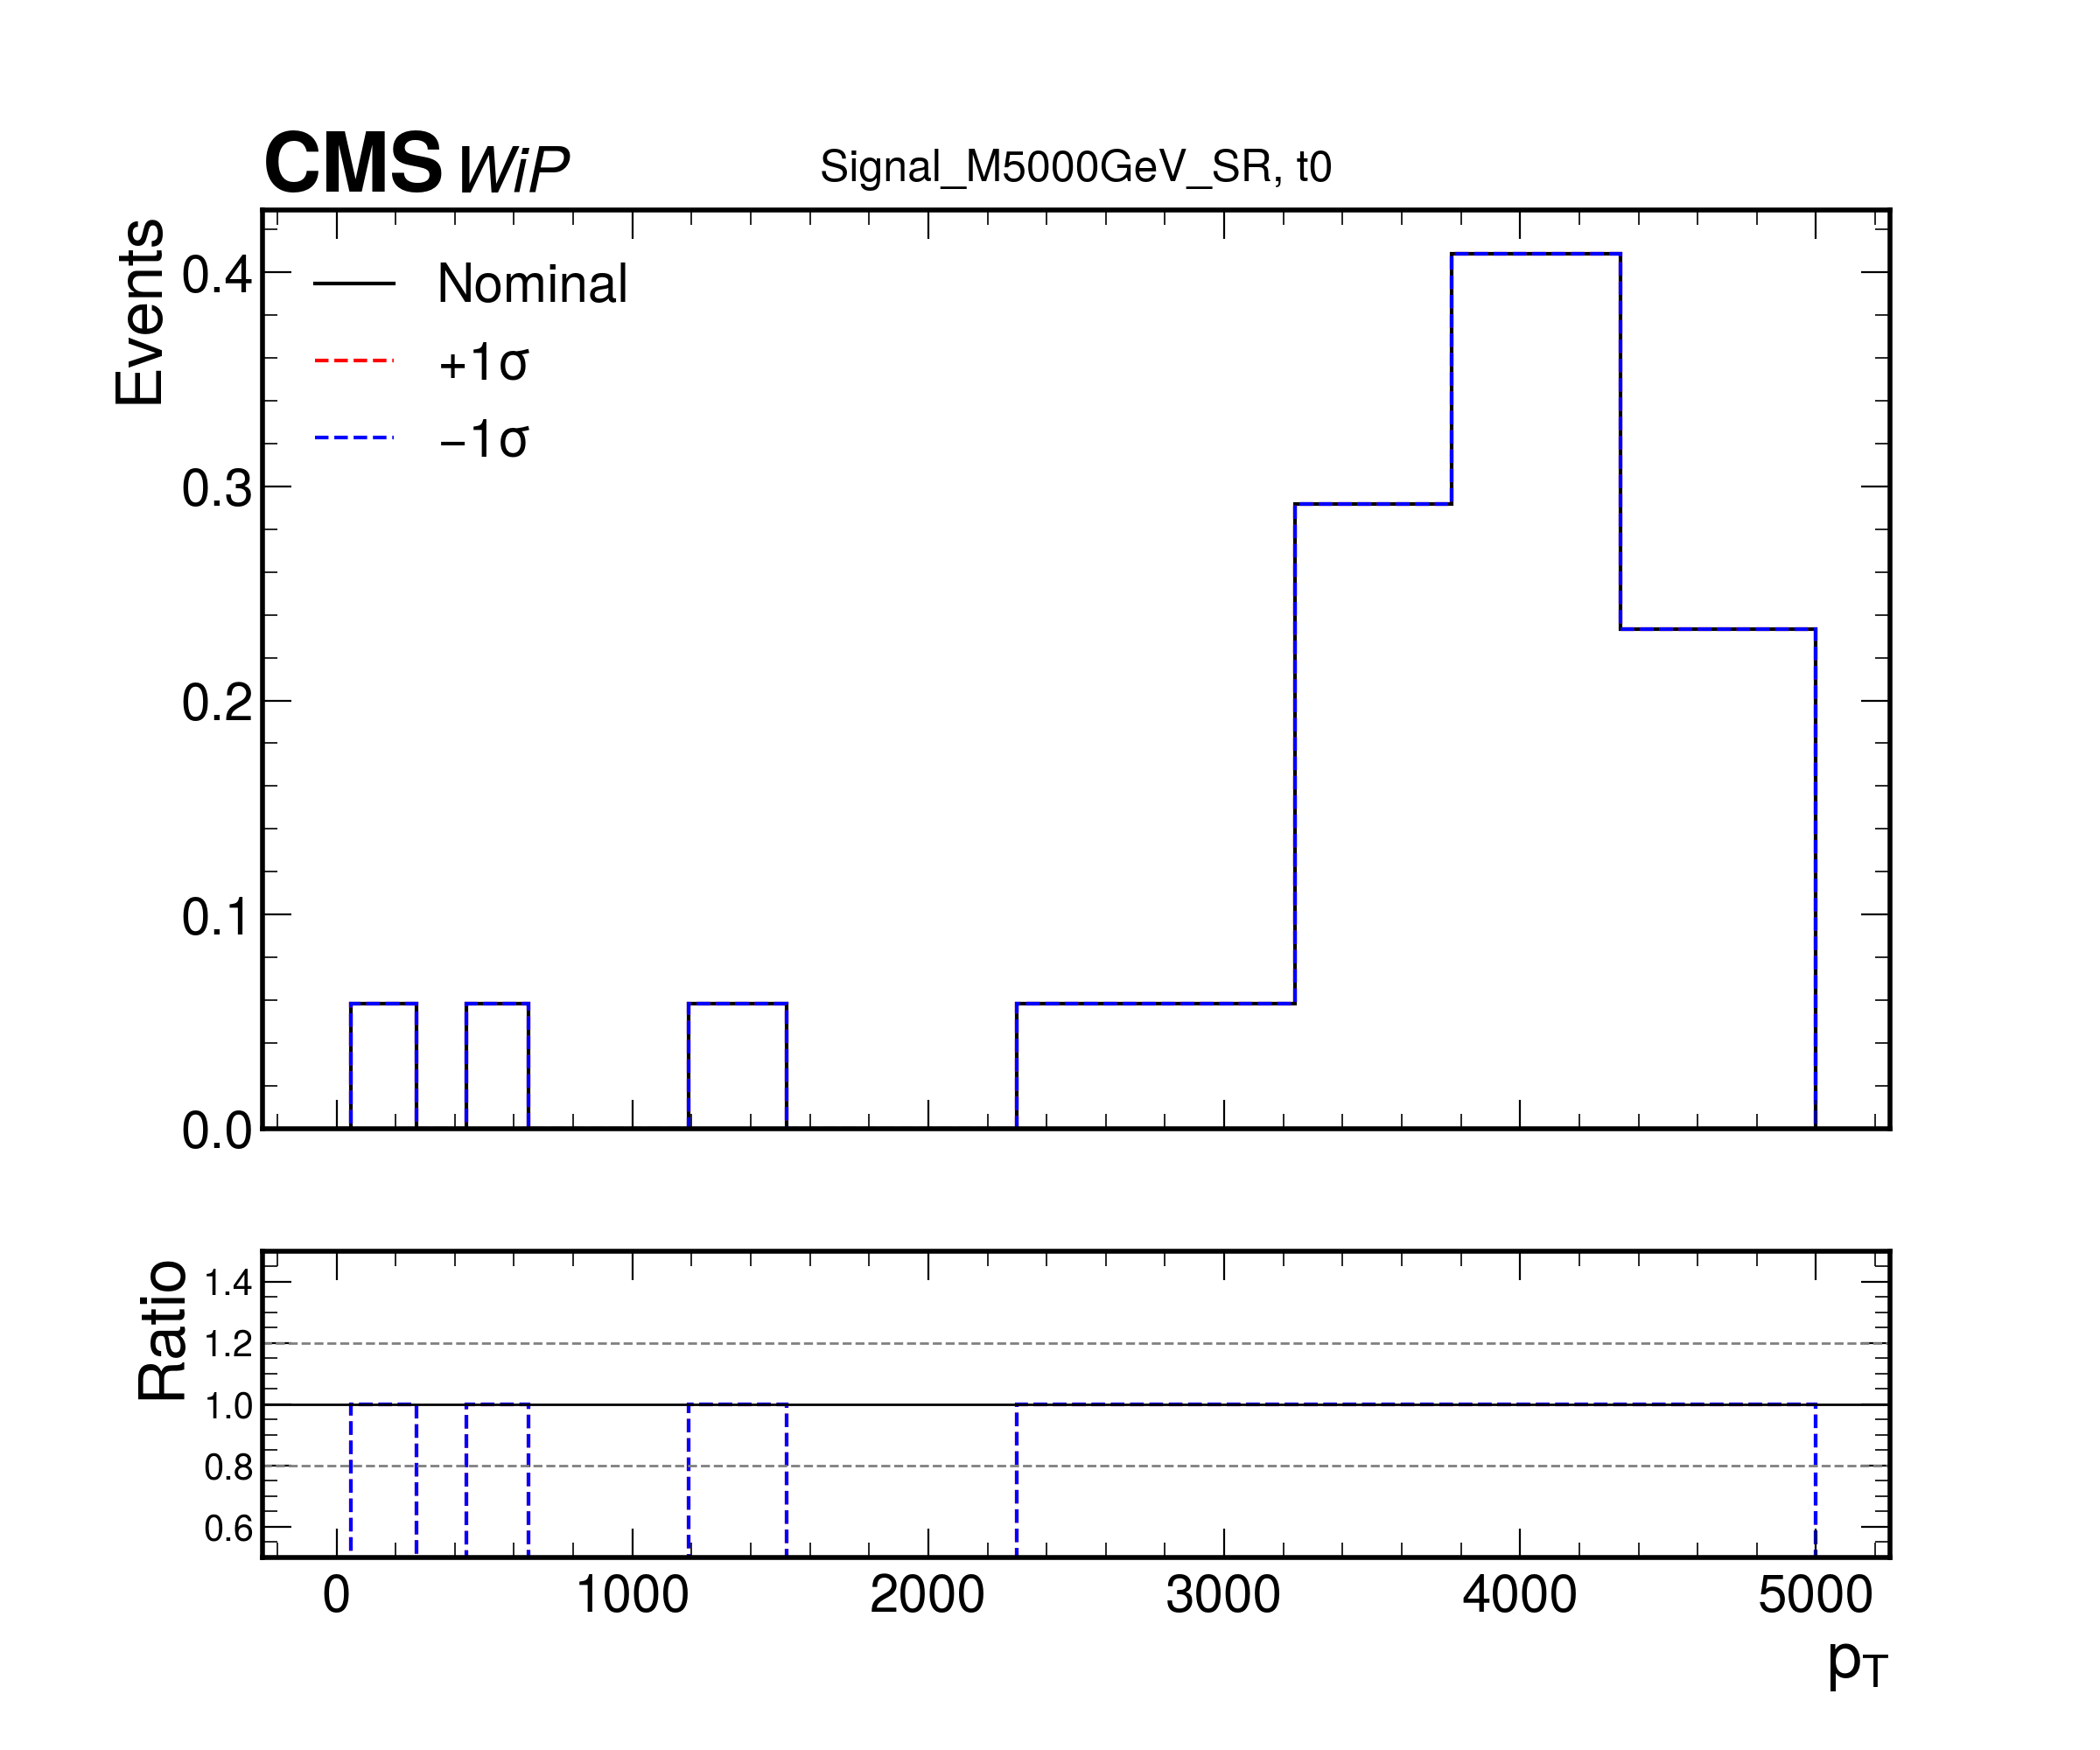 CMS WiP
Signal_M5000GeV_SR, t0
Events
0.4
0.3
0.2
0.1
0.0
Nominal
+1σ
−1σ
Ratio
1.4
1.2
1.0
0.8
0.6
0 1000 2000 3000 4000 5000
pT